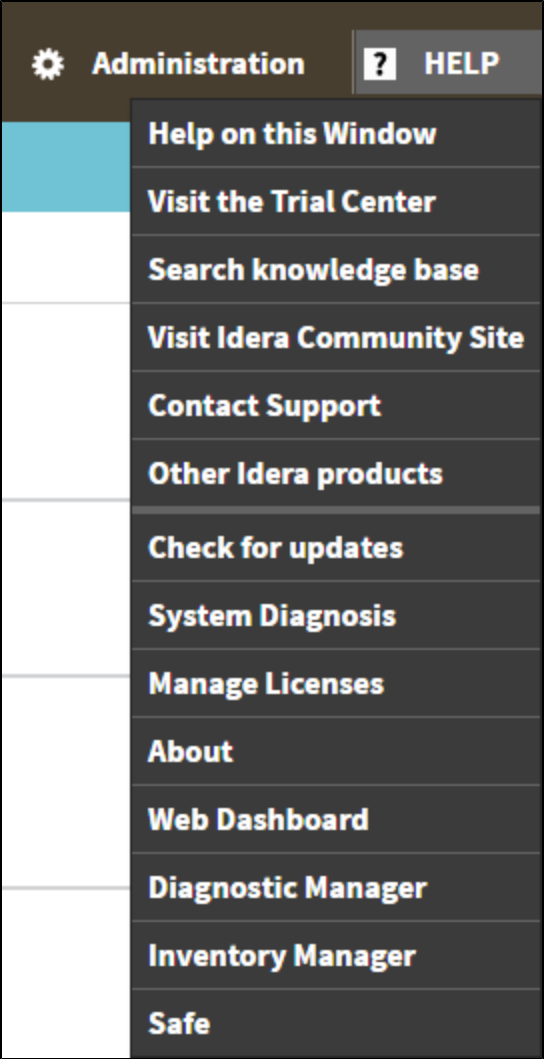 Administration
? HELP
Help on this Window
Visit the Trial Center
Search knowledge base
Visit Idera Community Site
Contact Support
Other Idera products
Check for updates
System Diagnosis
Manage Licenses
About
Web Dashboard
Diagnostic Manager
Inventory Manager
Safe